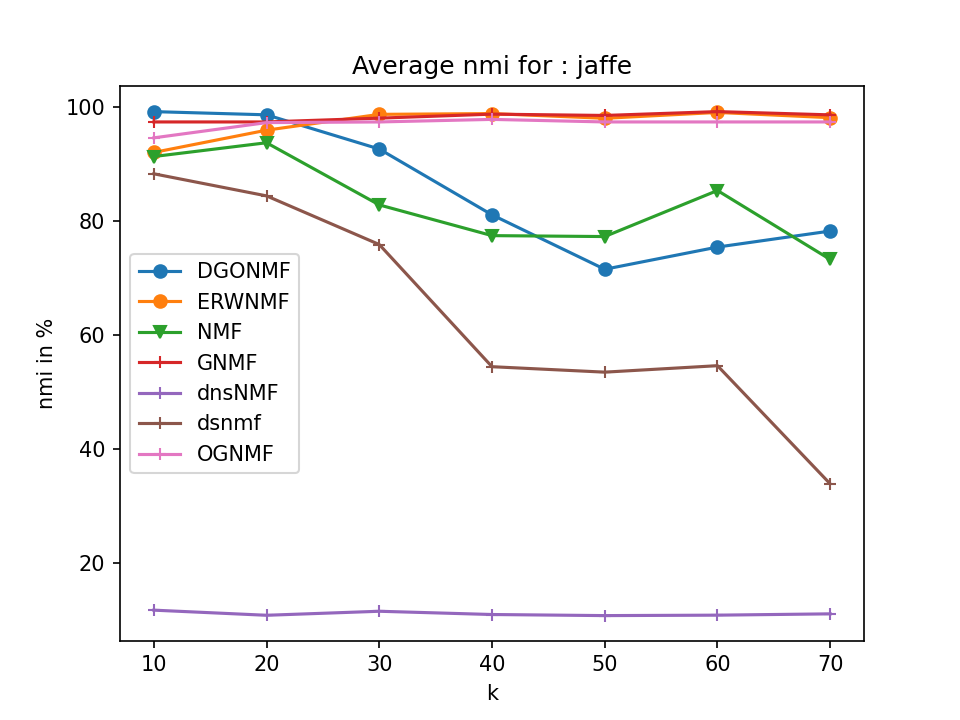 Average nmi for : jaffe
nmi in %
100
80
60
40
20
DGONMF
ERWNMF
NMF
GNMF
dnsNMF
dsnmf
OGNMF
10 20 30 40 50 60 70
k